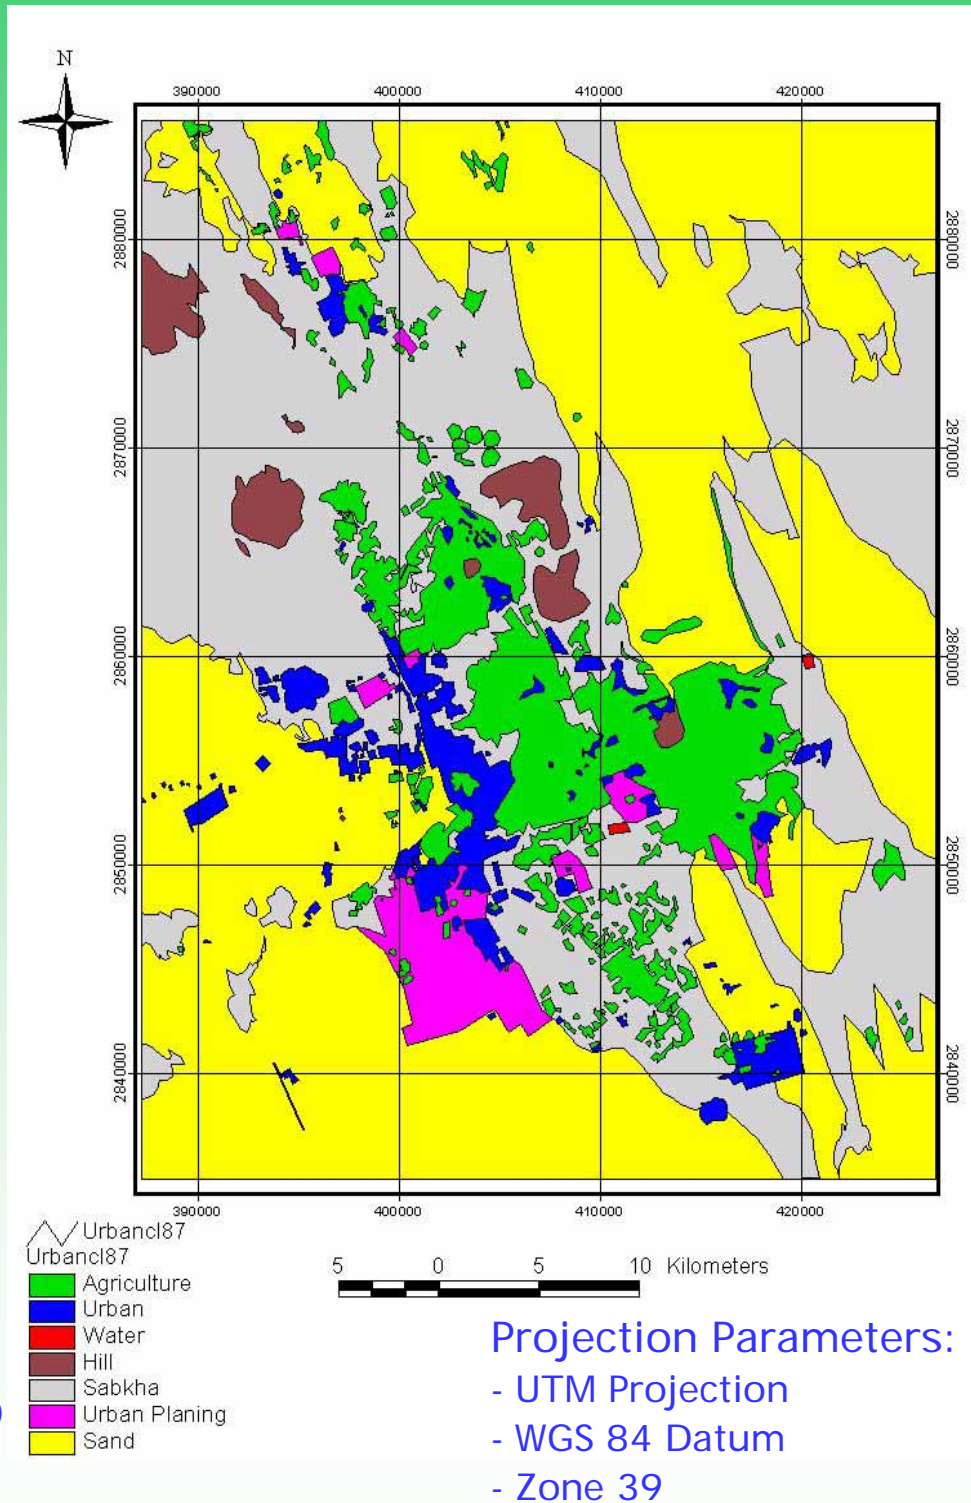 N
390000 400000 410000 420000
2880000 2880000
2870000 2870000
2860000 2860000
2850000 2850000
2840000 2840000
390000 400000 410000 420000
Urbancl87
Urbancl87
Agriculture
Urban
Water
Hill
Sabkha
Urban Planing
Sand
5 0 5 10 Kilometers
Projection Parameters:
- UTM Projection
- WGS 84 Datum
- Zone 39